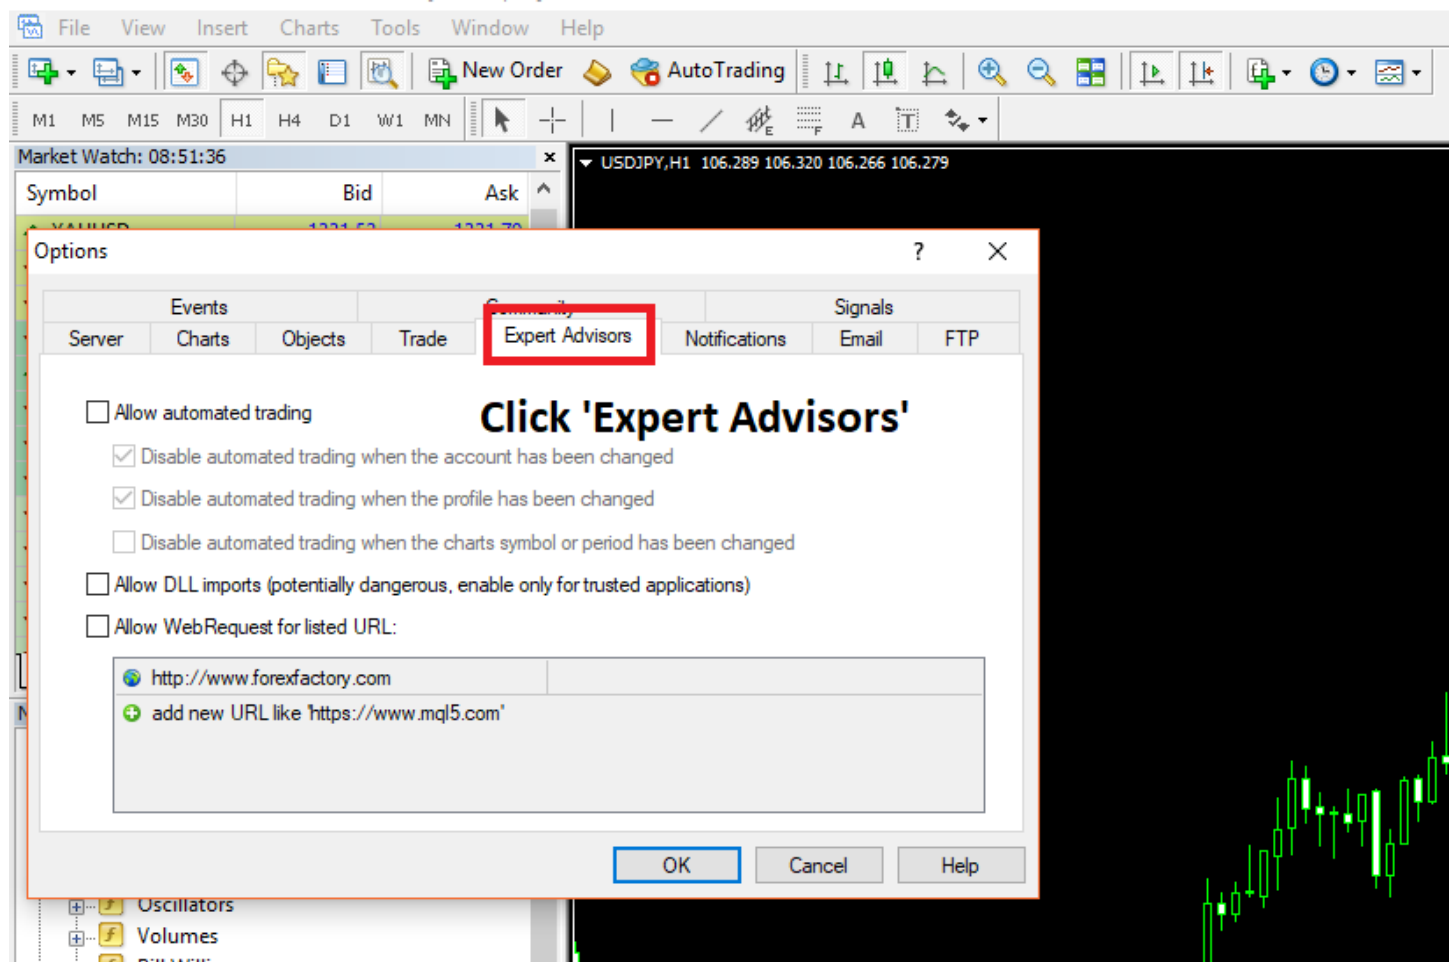 File View Insert Charts Tools Window Help
New Order AutoTrading
M1 M5 M15 M30 H1 H4 D1 W1 MN E F A T
Market Watch: 08:51:36
USDJPY,H1 106.289 106.320 106.266 106.279
Symbol Bid Ask
XAUUSD
Options ?
Events Community Signals
Server Charts Objects Trade Expert Advisors Notifications Email FTP
Allow automated trading
Click 'Expert Advisors'
Disable automated trading when the account has been changed
Disable automated trading when the profile has been changed
Disable automated trading when the charts symbol or period has been changed
Allow DLL imports (potentially dangerous, enable only for trusted applications)
Allow WebRequest for listed URL:
http://www.forexfactory.com
add new URL like 'https://www.mql5.com'
OK Cancel Help
Oscillators
Volumes